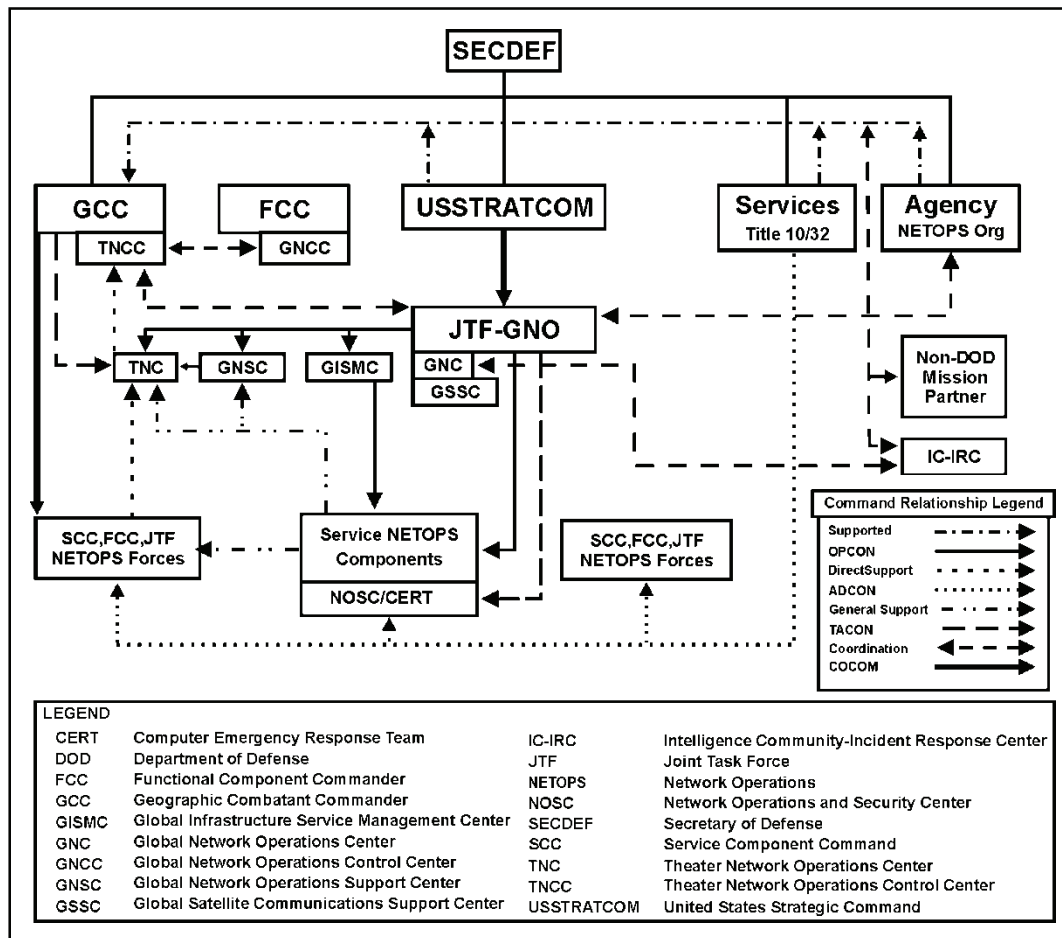 SECDEF
GCC
TNCC
FCC
GNCC
USSTRATCOM
Services
Title 10/32
Agency
NETOPS Org
JTF-GNO
GNC
GSSC
TNC
GNSC
GISMC
Non-DOD
Mission
Partner
IC-IRC
SCC,FCC,JTF
NETOPS Forces
Service NETOPS
Components
NOSC/CERT
SCC,FCC,JTF
NETOPS Forces
Command Relationship Legend
Supported
OPCON
DirectSupport
ADCON
General Support
TACON
Coordination
COCOM
LEGEND
CERT Computer Emergency Response Team
DOD Department of Defense
FCC Functional Component Commander
GCC Geographic Combatant Commander
GISMC Global Infrastructure Service Management Center
GNC Global Network Operations Center
GNCC Global Network Operations Control Center
GNSC Global Network Operations Support Center
GSSC Global Satellite Communications Support Center
IC-IRC Intelligence Community-Incident Response Center
JTF Joint Task Force
NETOPS Network Operations
NOSC Network Operations and Security Center
SECDEF Secretary of Defense
SCC Service Component Command
TNC Theater Network Operations Center
TNCC Theater Network Operations Control Center
USSTRATCOM United States Strategic Command